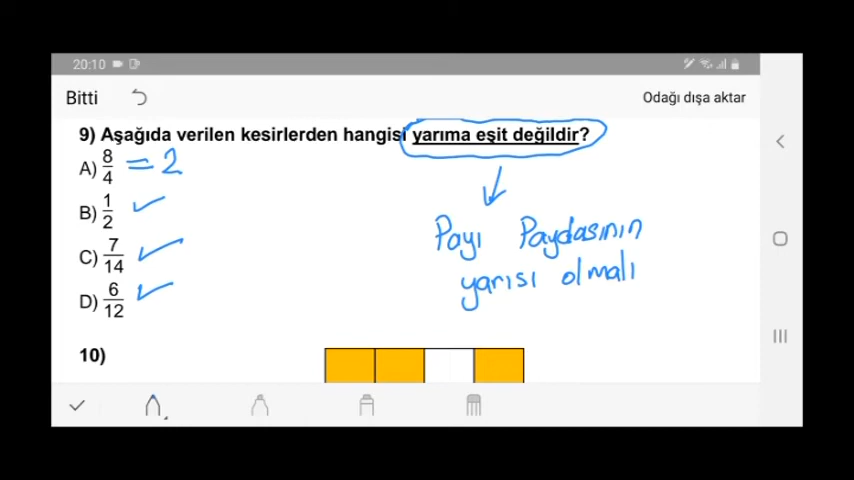 20:10
Bitti
Odağı dışa aktar
9) Aşağıda verilen kesirlerden hangisi yarıma eşit değildir?
A) 8/4 = 2
B) 1/2
C) 7/14
D) 6/12
Payı Paydasının
yarısı olmalı
10)